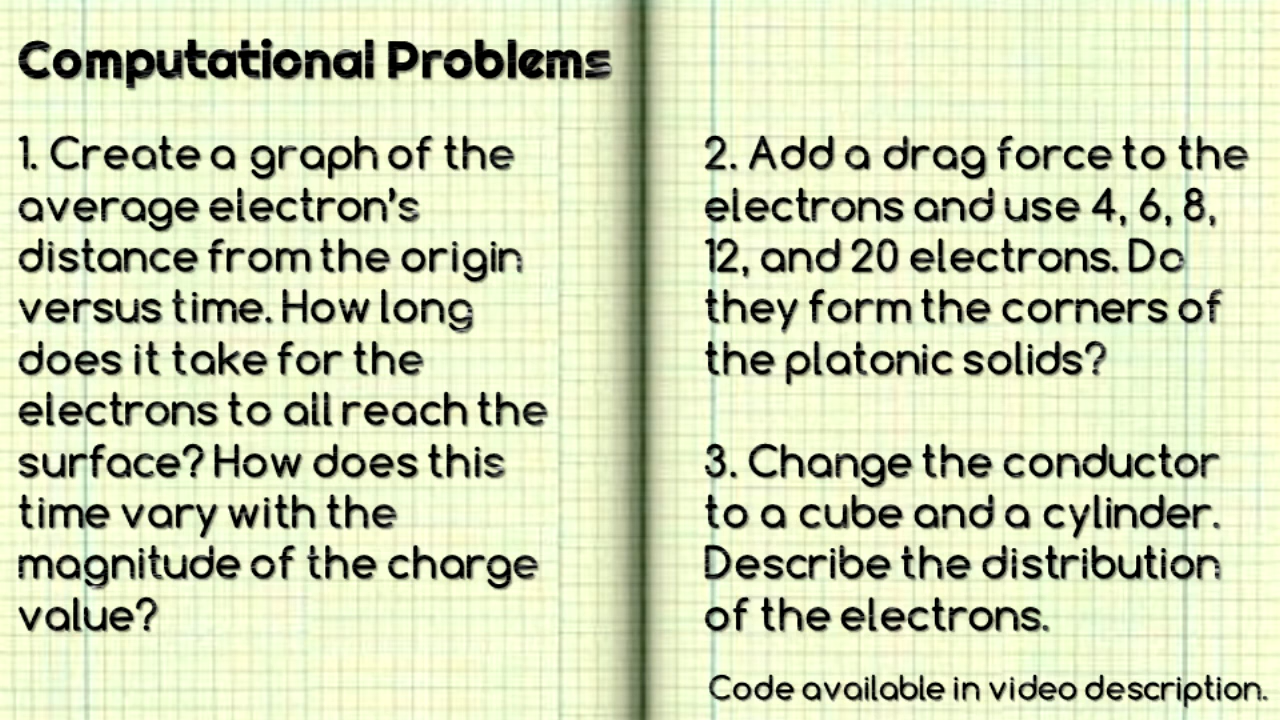 Computational Problems
1. Create a graph of the
average electron's
distance from the origin
versus time. How long
does it take for the
electrons to all reach the
surface? How does this
time vary with the
magnitude of the charge
value?
2. Add a drag force to the
electrons and use 4, 6, 8,
12, and 20 electrons. Do
they form the corners of
the platonic solids?
3. Change the conductor
to a cube and a cylinder.
Describe the distribution
of the electrons.
Code available in video description.